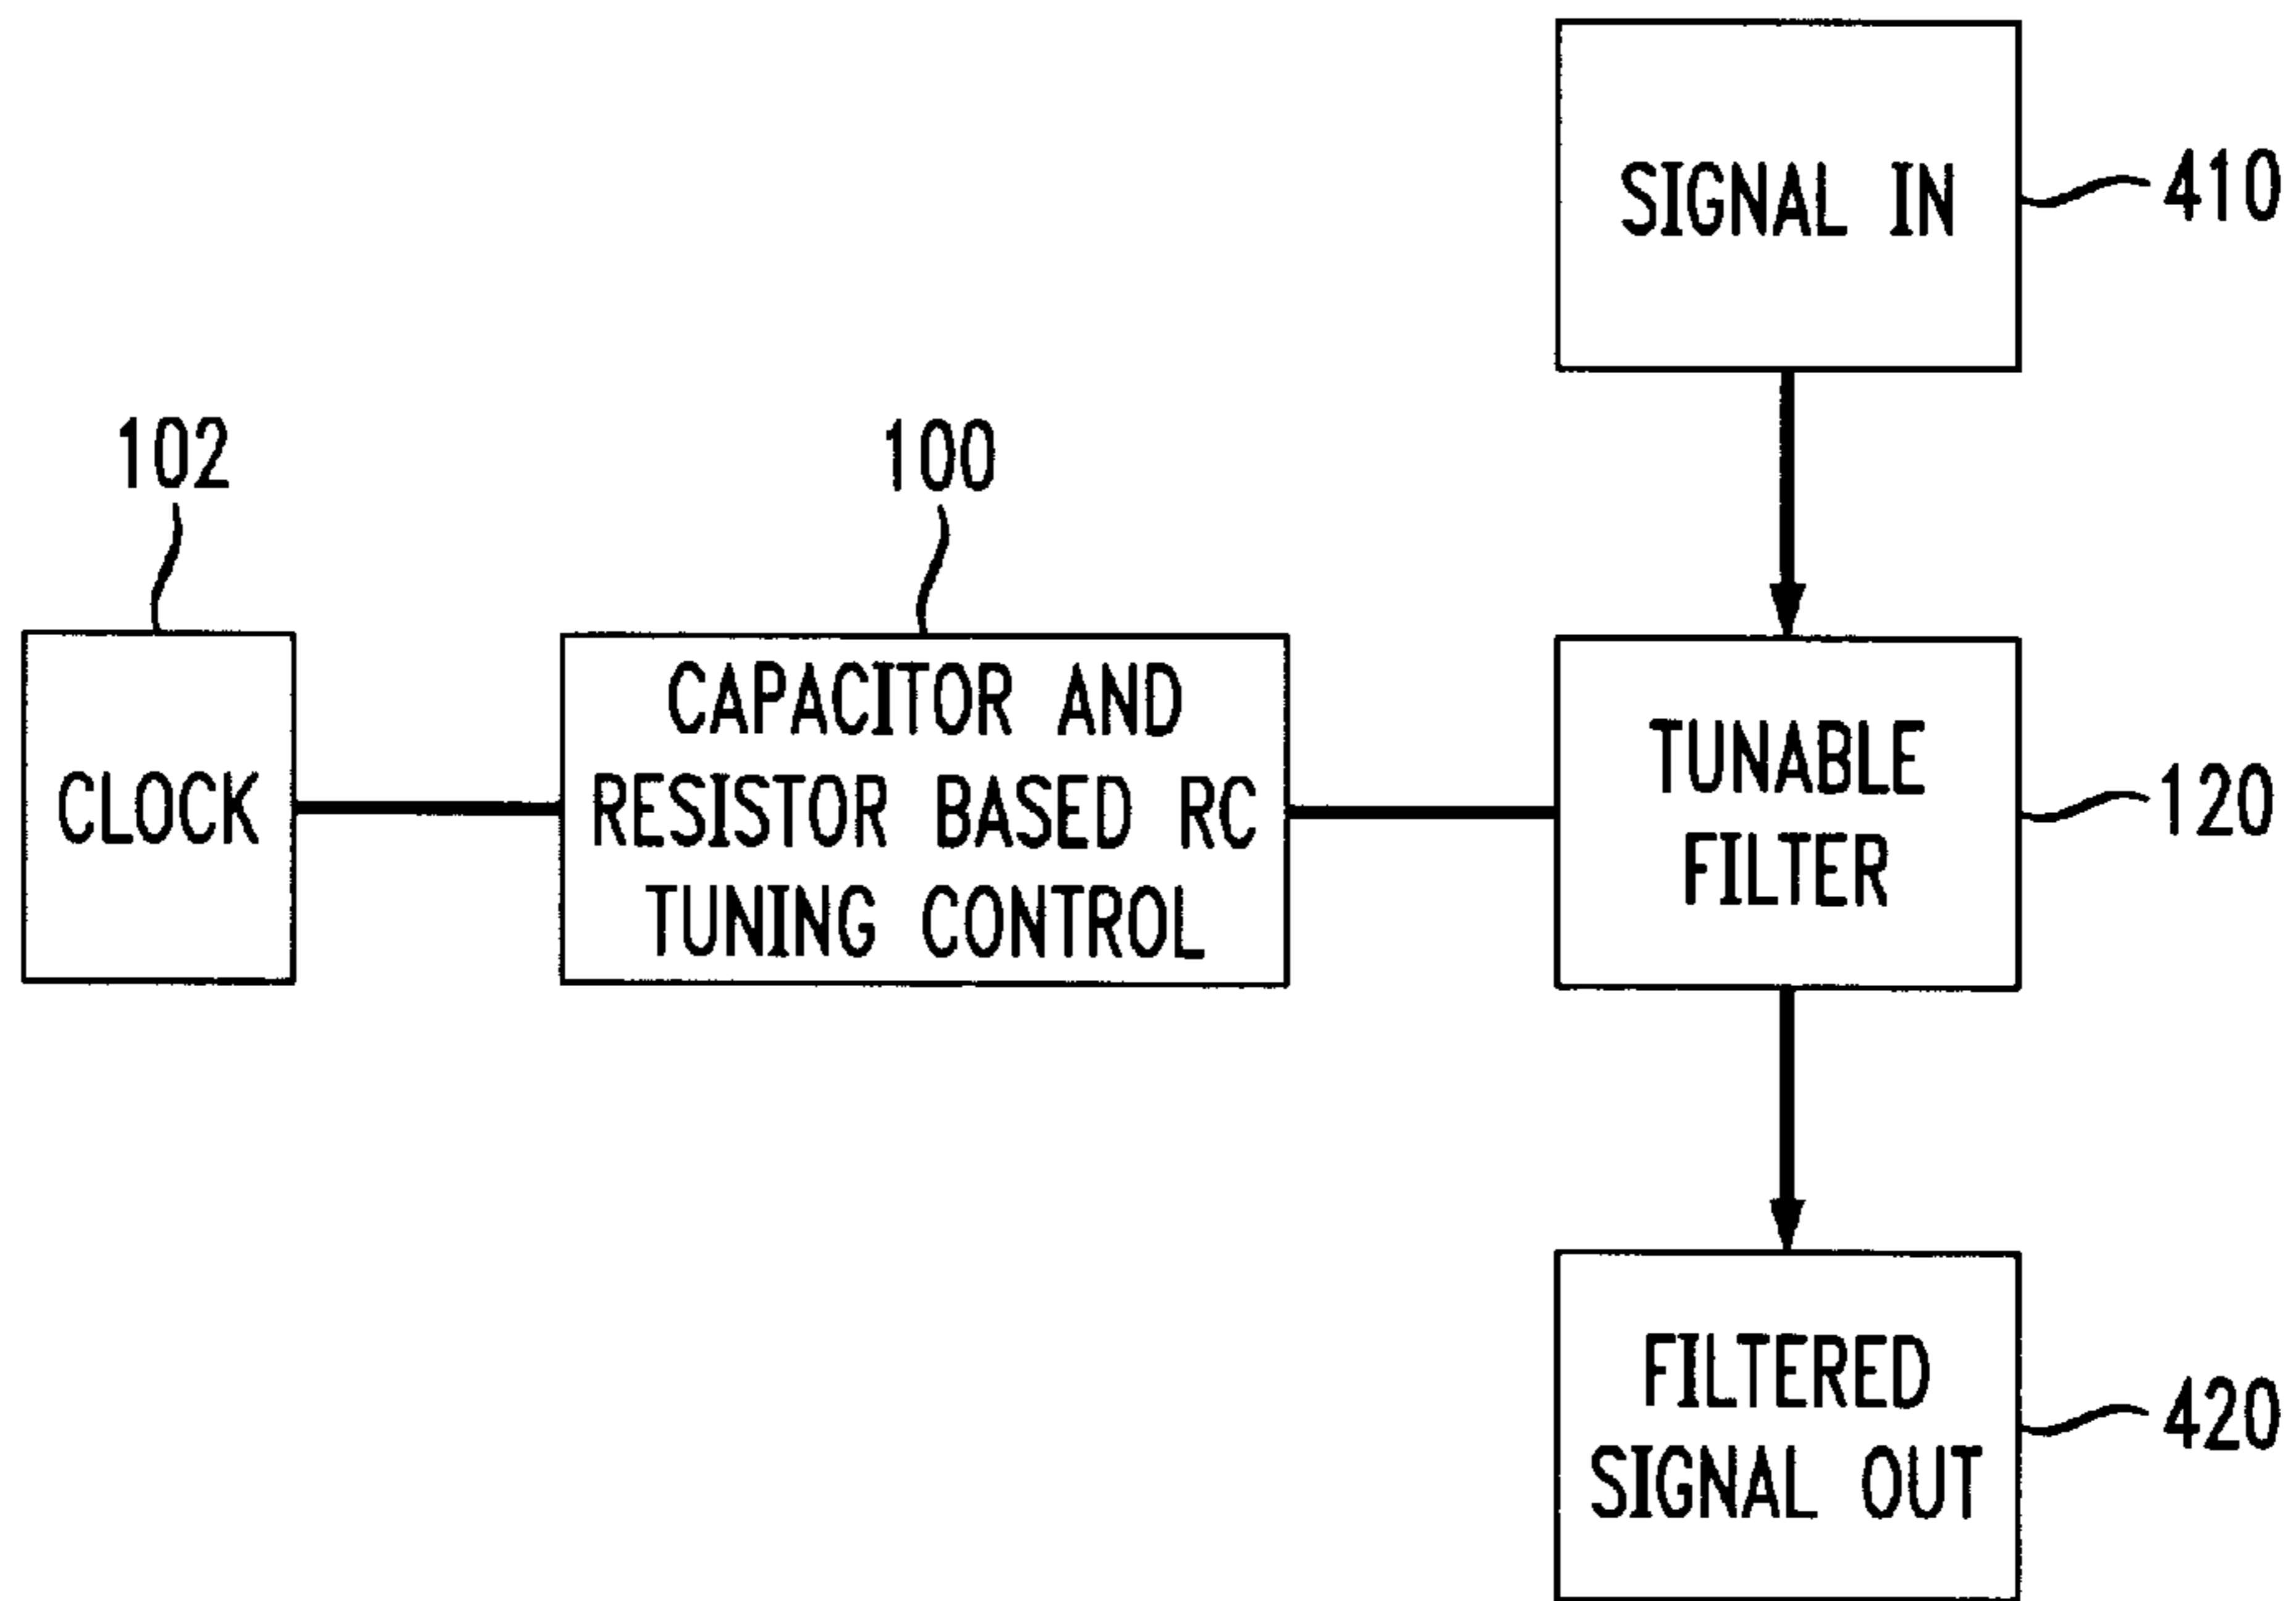 SIGNAL IN
410
102
100
CLOCK
CAPACITOR AND
RESISTOR BASED RC
TUNING CONTROL
TUNABLE
FILTER
120
FILTERED
SIGNAL OUT
420